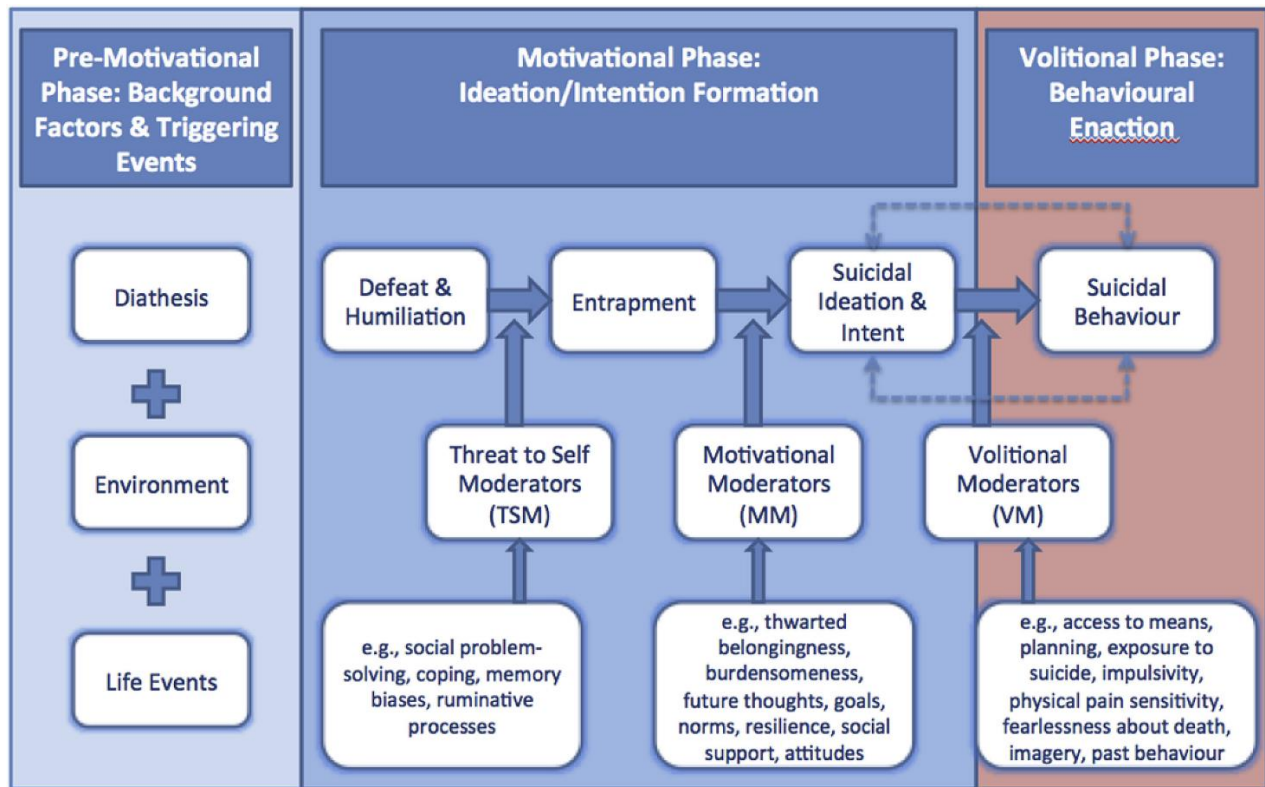 Pre-Motivational
Phase: Background
Factors & Triggering
Events
Motivational Phase:
Ideation/Intention Formation
Volitional Phase:
Behavioural
Enaction
Diathesis
Environment
Life Events
Defeat &
Humiliation
Entrapment
Suicidal
Ideation &
Intent
Suicidal
Behaviour
Threat to Self
Moderators
(TSM)
Motivational
Moderators
(MM)
Volitional
Moderators
(VM)
e.g., social problem-
solving, coping, memory
biases, ruminative
processes
e.g., thwarted
belongingness,
burdensomeness,
future thoughts, goals,
norms, resilience, social
support, attitudes
e.g., access to means,
planning, exposure to
suicide, impulsivity,
physical pain sensitivity,
fearlessness about death,
imagery, past behaviour